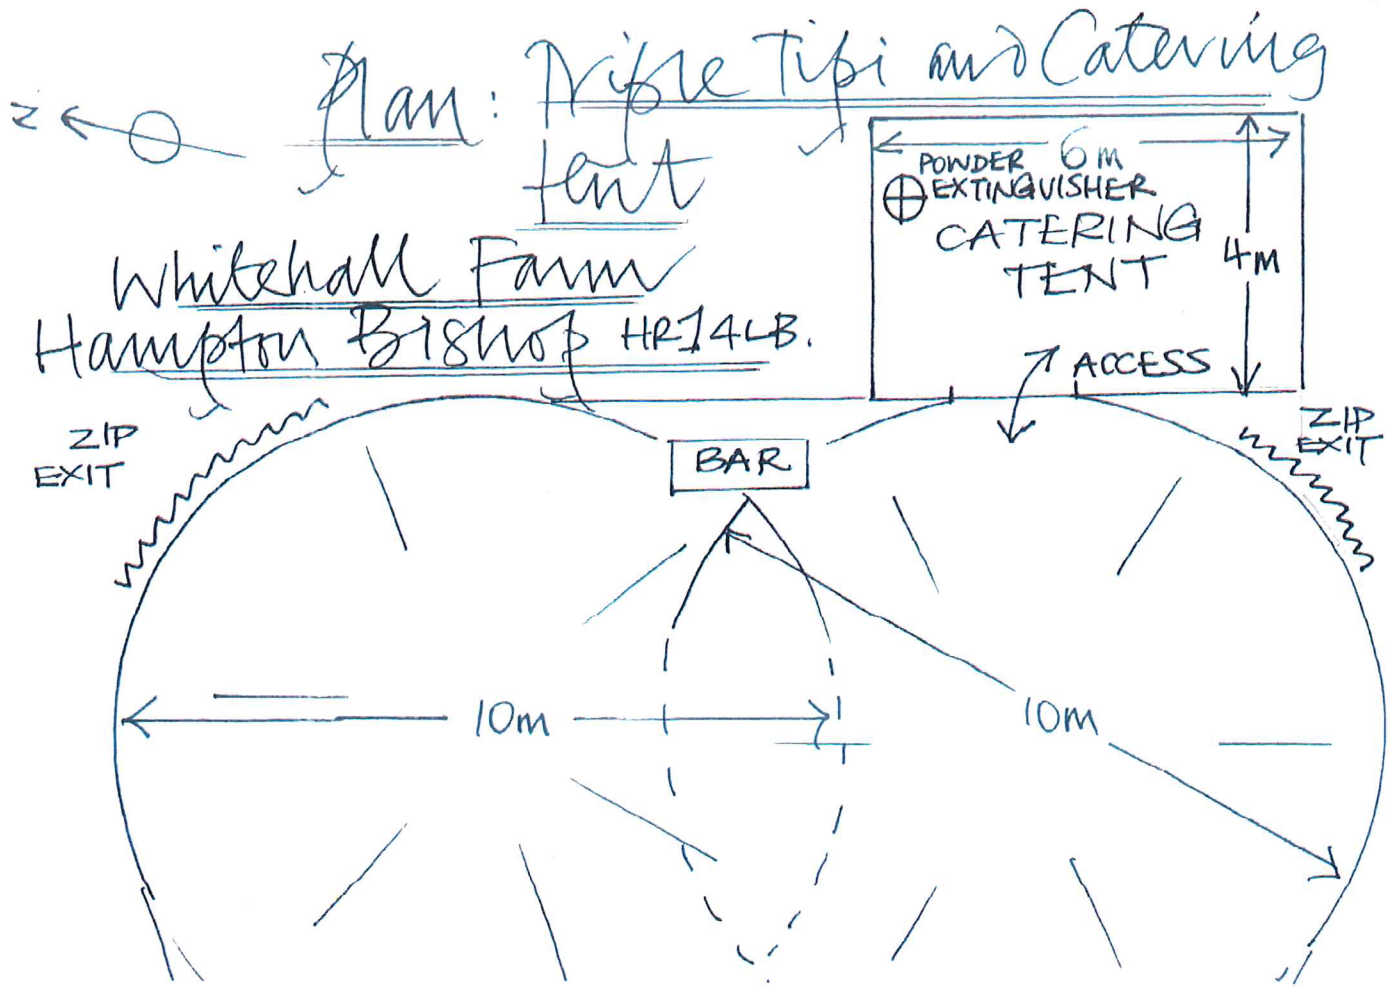 Plan: Triple Tipi and Catering
tent
Whitehall Farm
Hampton Bishop HR1 4LB.
N
6m
POWDER
EXTINGUISHER
CATERING
TENT
4m
ACCESS
ZIP
EXIT
BAR
ZIP
EXIT
10m
10m